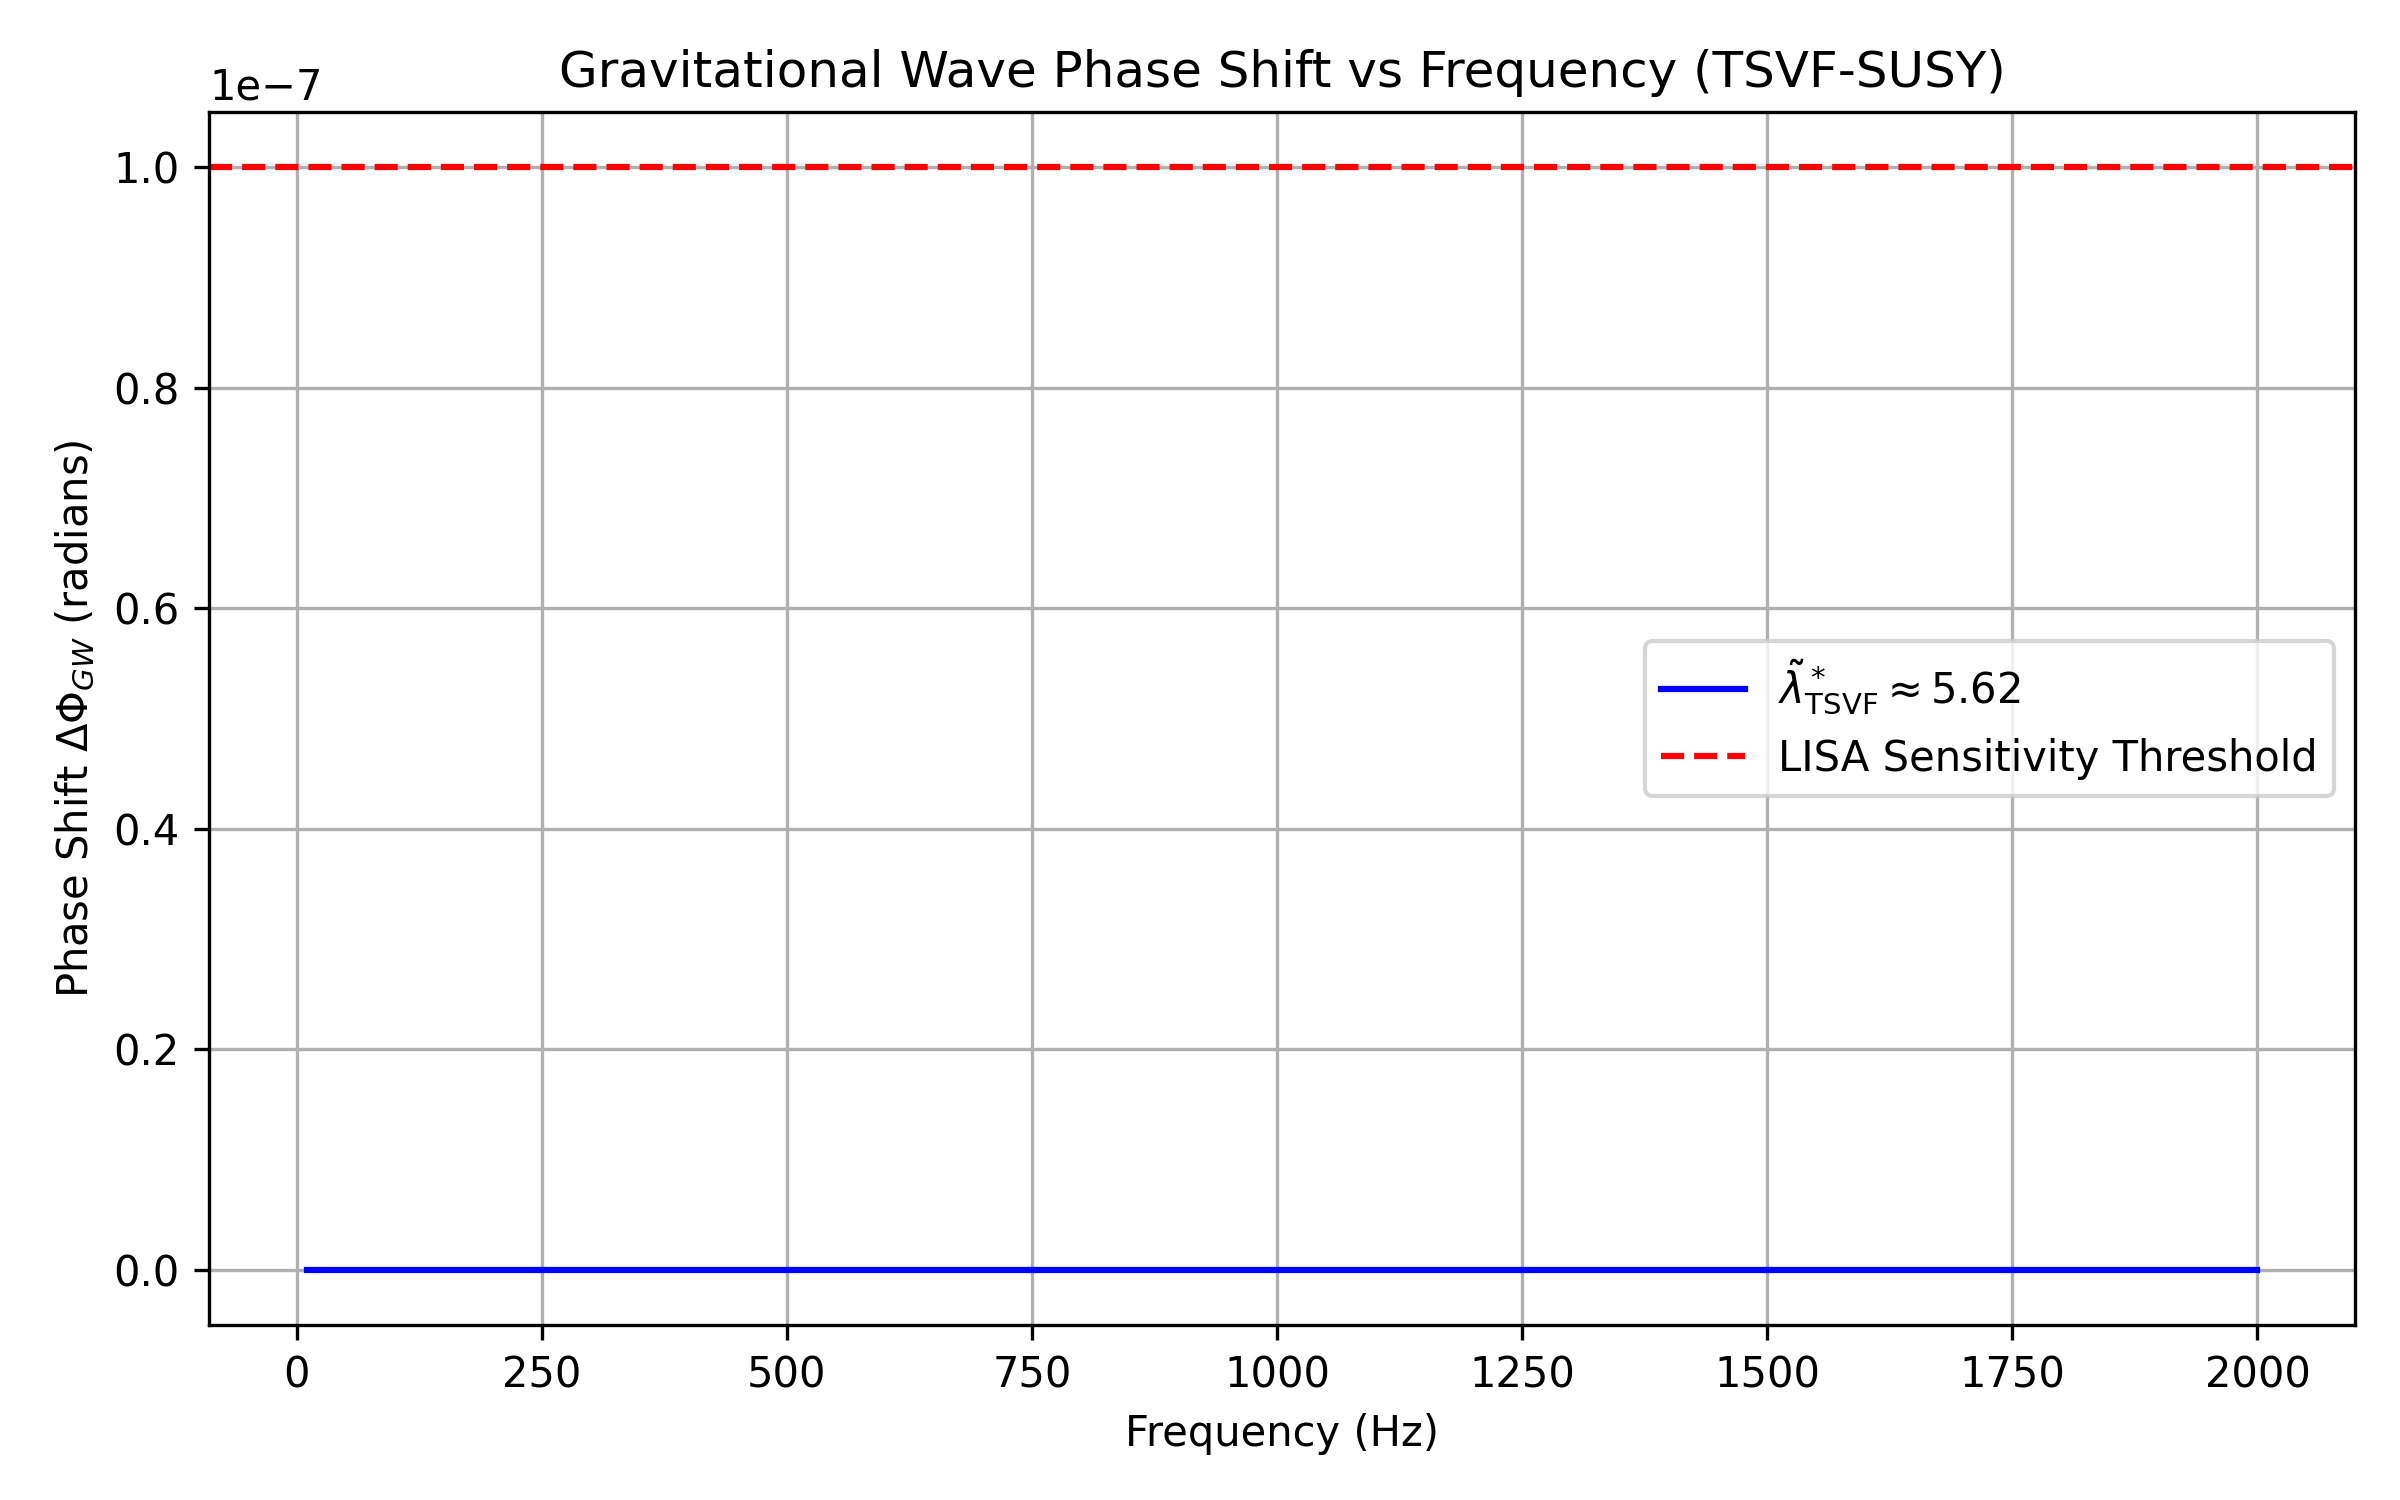 Gravitational Wave Phase Shift vs Frequency (TSVF-SUSY)
1e−7
1.0
0.8
0.6
0.4
0.2
0.0
Phase Shift ΔΦ_GW (radians)
λ̃*_TSVF ≈ 5.62
LISA Sensitivity Threshold
0 250 500 750 1000 1250 1500 1750 2000
Frequency (Hz)